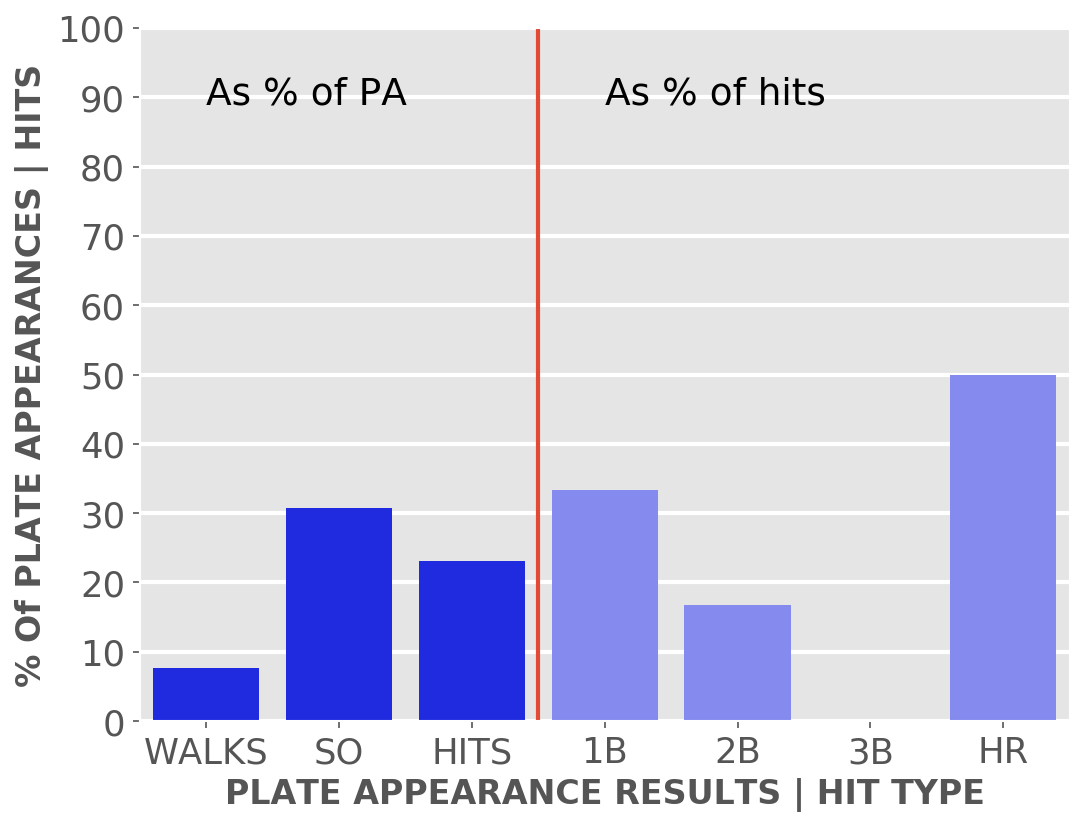 % Of PLATE APPEARANCES | HITS
100
90
80
70
60
50
40
30
20
10
0
As % of PA
As % of hits
WALKS SO HITS 1B 2B 3B HR
PLATE APPEARANCE RESULTS | HIT TYPE